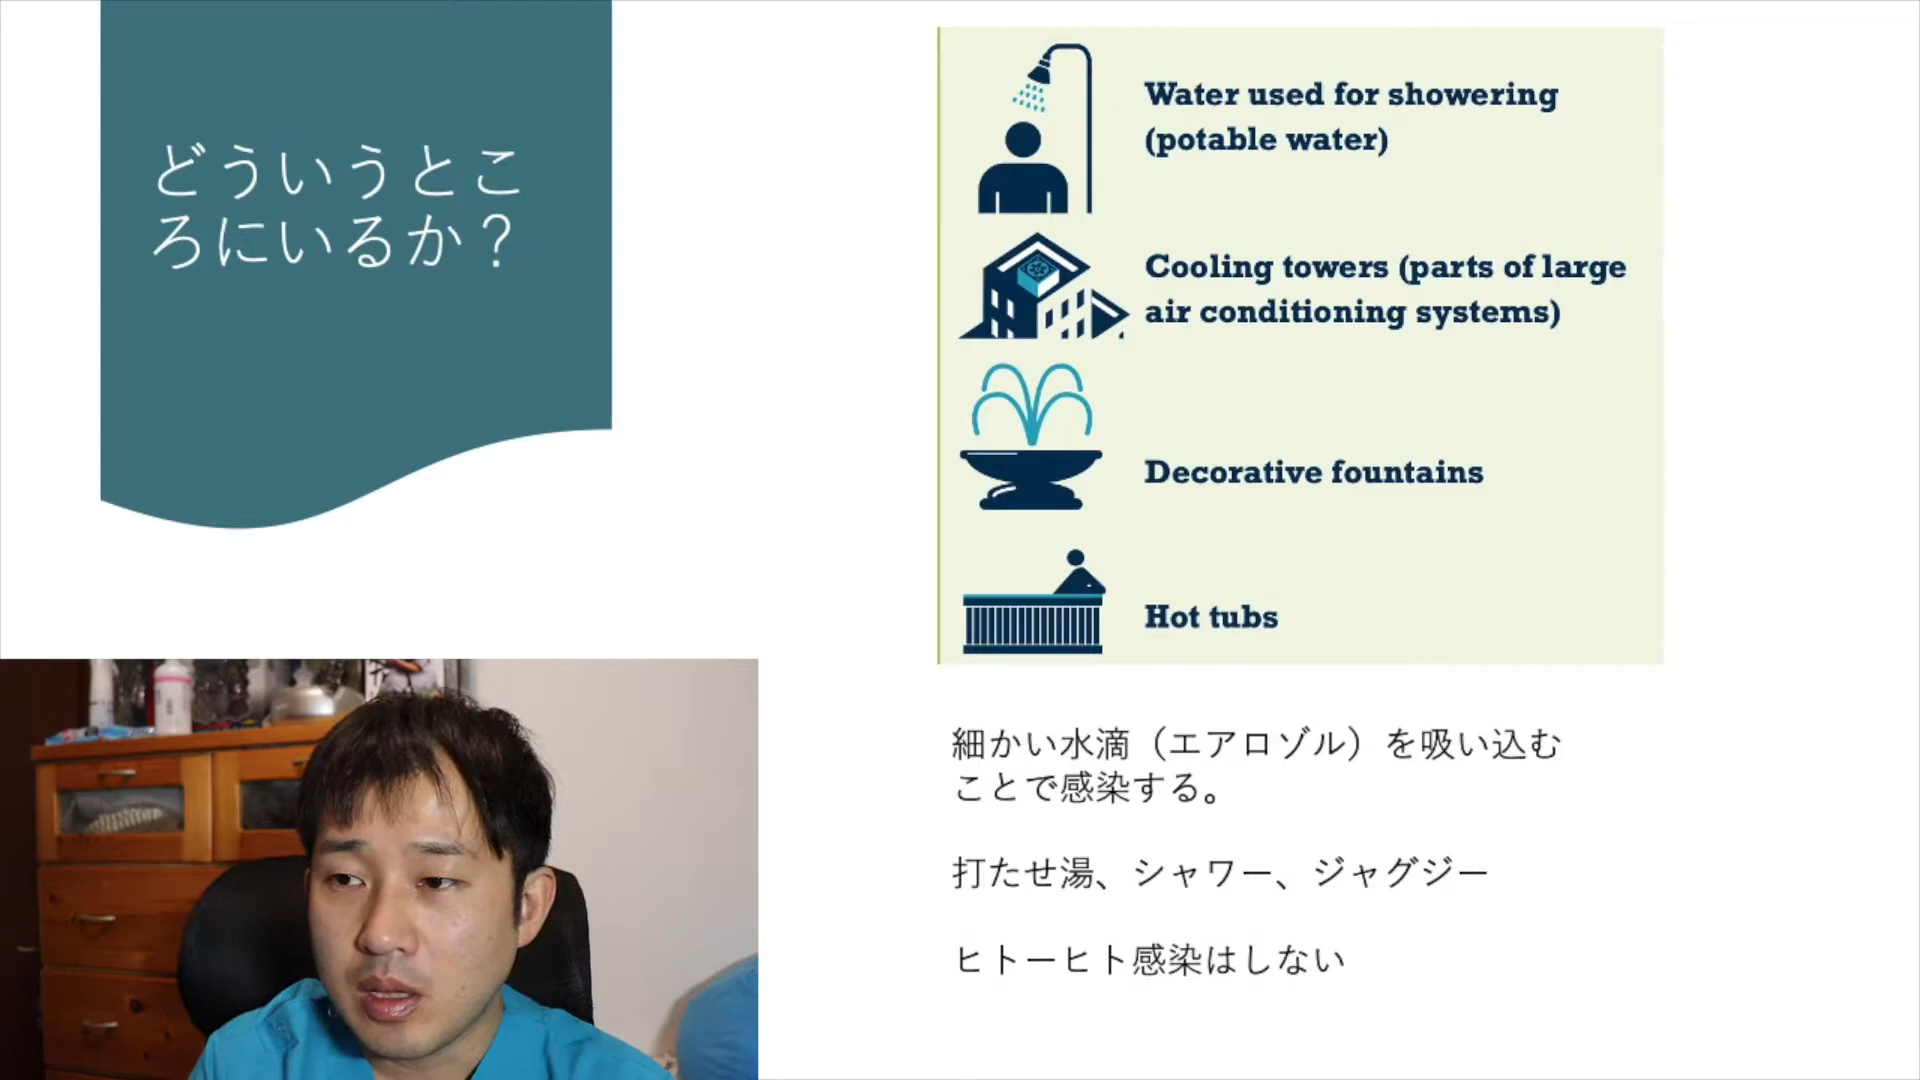 どういうとこ
ろにいるか？
Water used for showering
(potable water)
Cooling towers (parts of large
air conditioning systems)
Decorative fountains
Hot tubs
細かい水滴（エアロゾル）を吸い込む
ことで感染する。
打たせ湯、シャワー、ジャグジー
ヒトーヒト感染はしない